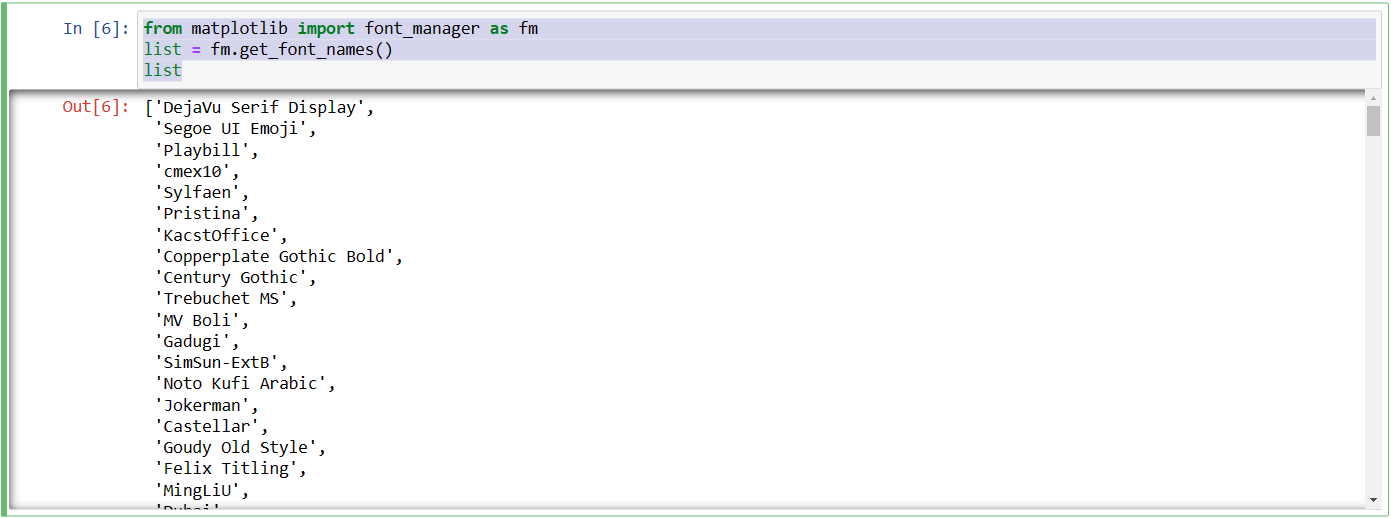 In [6]: from matplotlib import font_manager as fm
list = fm.get_font_names()
list
Out[6]: ['DejaVu Serif Display',
'Segoe UI Emoji',
'Playbill',
'cmex10',
'Sylfaen',
'Pristina',
'KacstOffice',
'Copperplate Gothic Bold',
'Century Gothic',
'Trebuchet MS',
'MV Boli',
'Gadugi',
'SimSun-ExtB',
'Noto Kufi Arabic',
'Jokerman',
'Castellar',
'Goudy Old Style',
'Felix Titling',
'MingLiU',